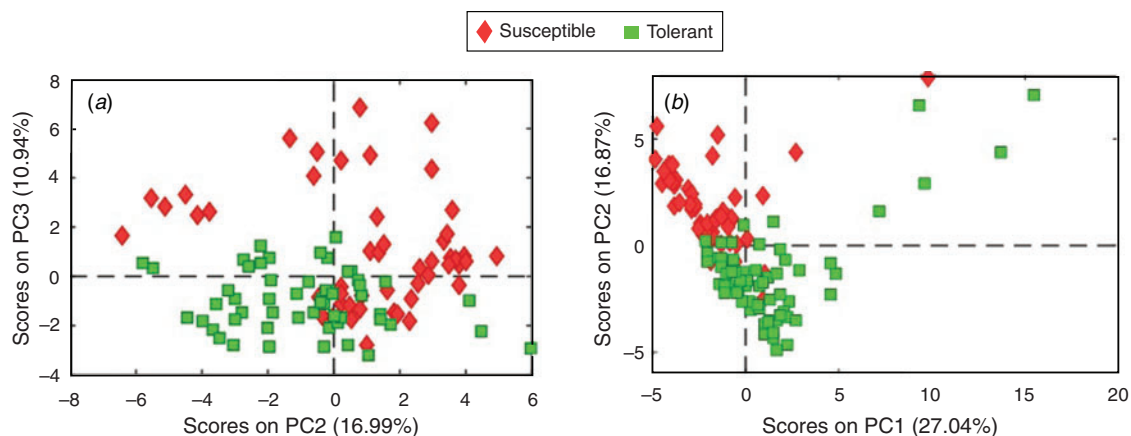 Susceptible Tolerant
(a)
8
6
4
2
0
–2
–4
–8 –6 –4 –2 0 2 4 6
Scores on PC3 (10.94%)
Scores on PC2 (16.99%)
(b)
5
0
–5
–5 0 5 10 15 20
Scores on PC2 (16.87%)
Scores on PC1 (27.04%)